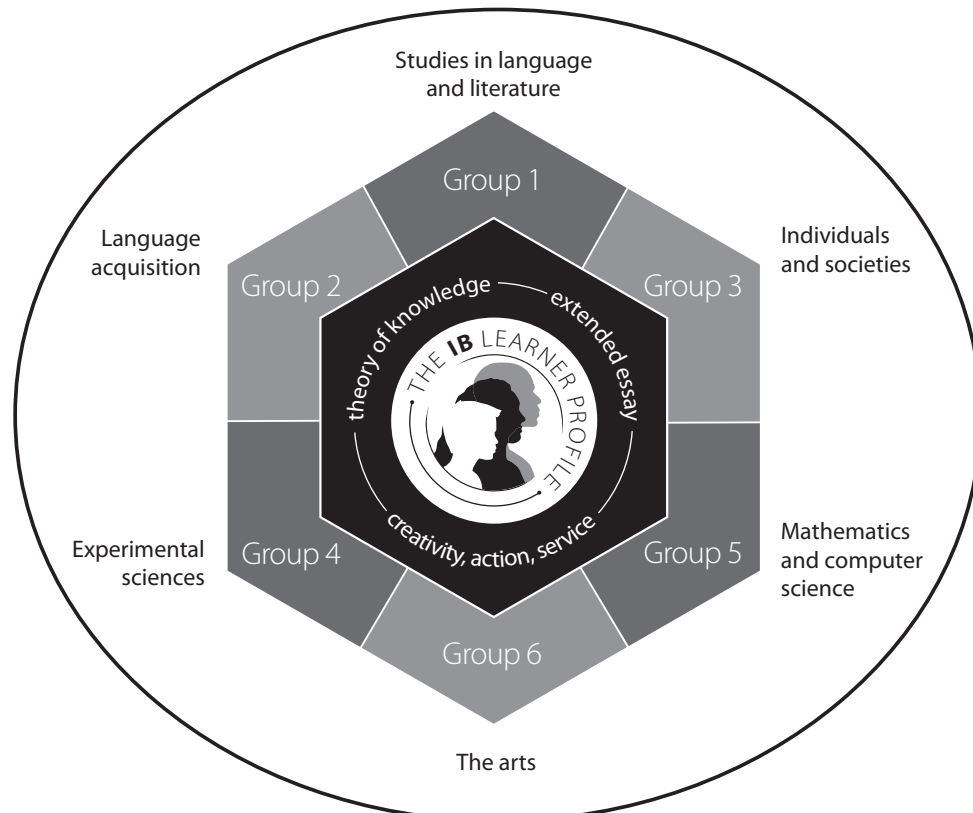 Studies in language
and literature
Group 1
Language
acquisition
Group 2
Individuals
and societies
Group 3
theory of knowledge
extended essay
THE IB LEARNER PROFILE
creativity, action, service
Experimental
sciences
Group 4
Mathematics
and computer
science
Group 5
Group 6
The arts